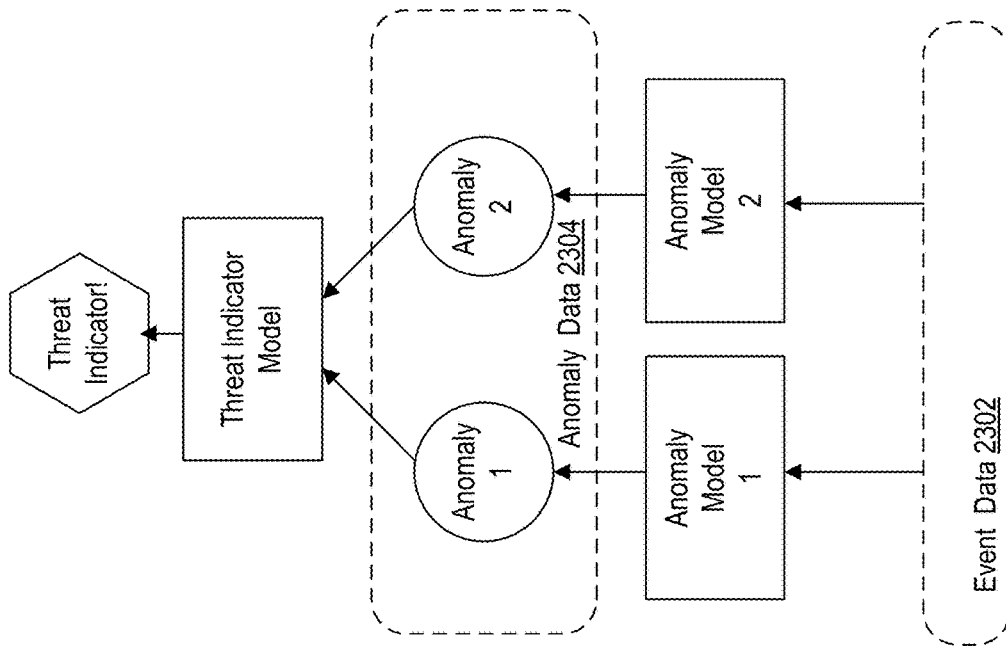 Threat
Indicator!
Threat Indicator
Model
Anomaly
1
Anomaly
2
Anomaly Data 2304
Anomaly
Model
1
Anomaly
Model
2
Event Data 2302